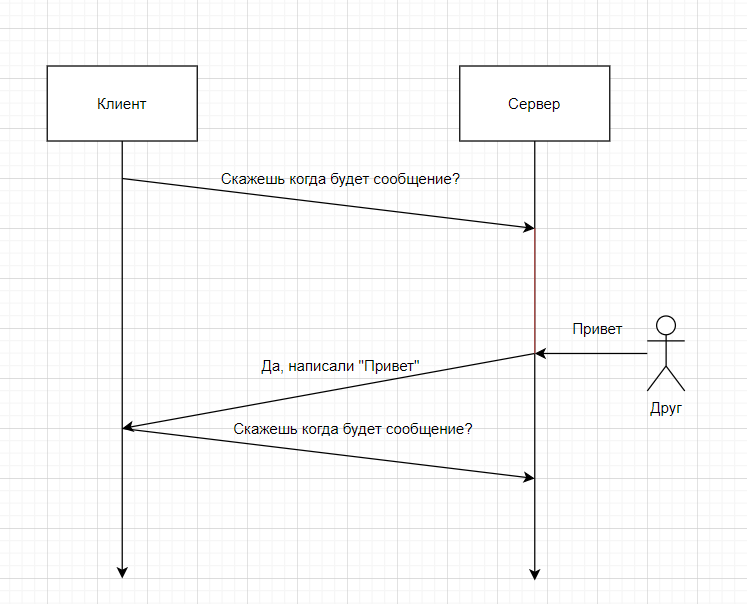 Клиент
Сервер
Скажешь когда будет сообщение?
Привет
Да, написали "Привет"
Друг
Скажешь когда будет сообщение?